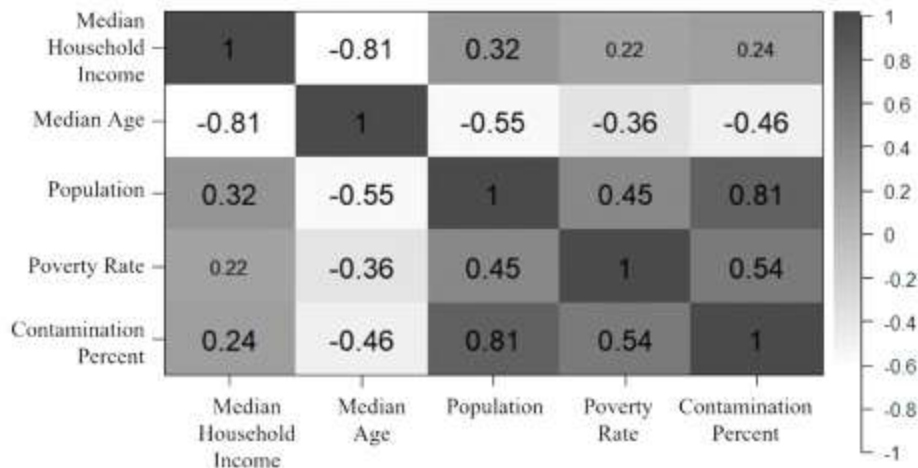 Median
Household
Income
1 -0.81 0.32 0.22 0.24
Median Age
-0.81 1 -0.55 -0.36 -0.46
Population
0.32 -0.55 1 0.45 0.81
Poverty Rate
0.22 -0.36 0.45 1 0.54
Contamination
Percent
0.24 -0.46 0.81 0.54 1
Median
Household
Income
Median
Age
Population
Poverty
Rate
Contamination
Percent
1
0.8
0.6
0.4
0.2
0
-0.2
-0.4
-0.6
-0.8
-1